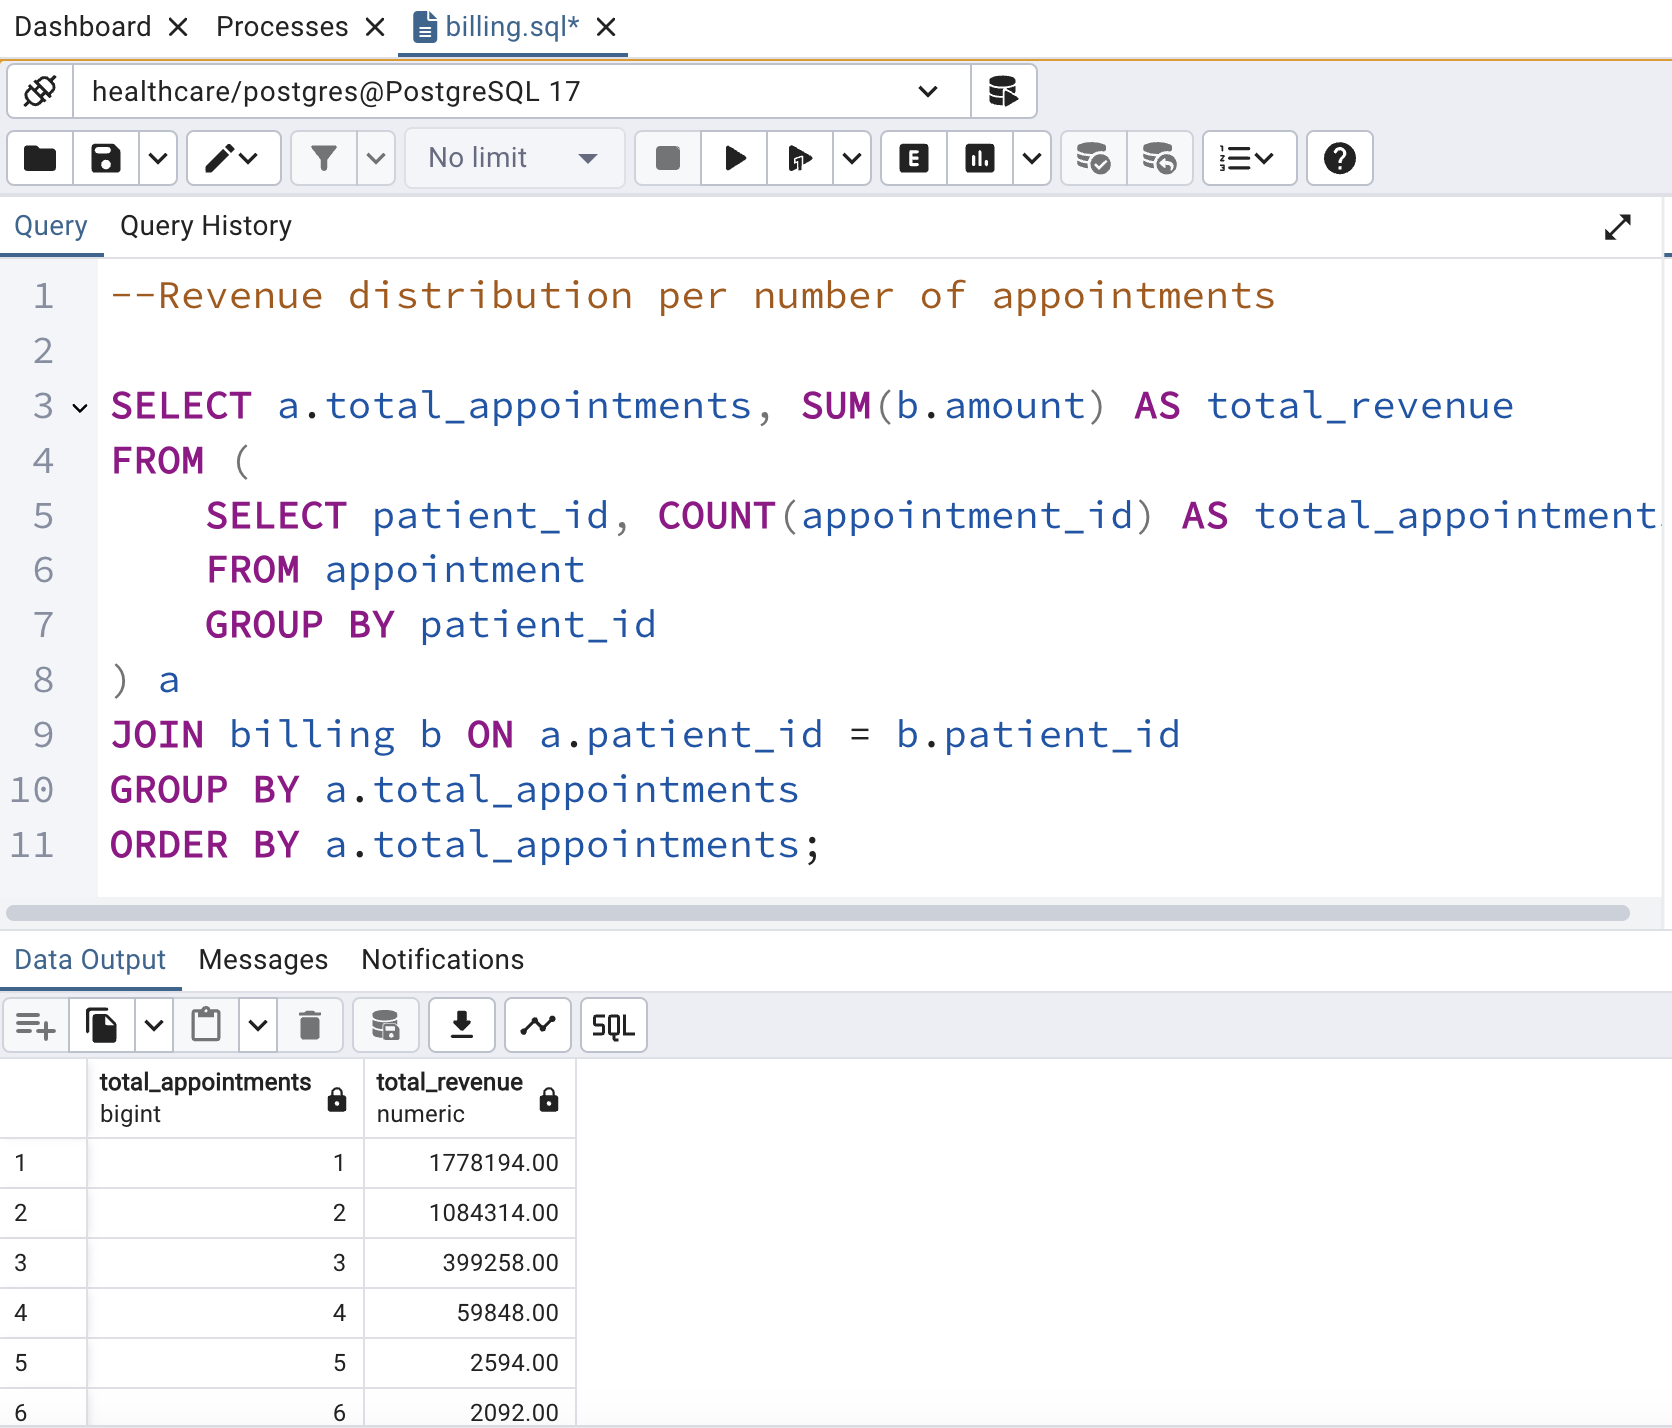 Dashboard Processes billing.sql*
healthcare/postgres@PostgreSQL 17
No limit E
Query Query History
1 --Revenue distribution per number of appointments
2
3 SELECT a.total_appointments, SUM(b.amount) AS total_revenue
4 FROM (
5 SELECT patient_id, COUNT(appointment_id) AS total_appointment
6 FROM appointment
7 GROUP BY patient_id
8 ) a
9 JOIN billing b ON a.patient_id = b.patient_id
10 GROUP BY a.total_appointments
11 ORDER BY a.total_appointments;
Data Output Messages Notifications
SQL
total_appointments total_revenue
bigint numeric
1 1 1778194.00
2 2 1084314.00
3 3 399258.00
4 4 59848.00
5 5 2594.00
6 6 2092.00